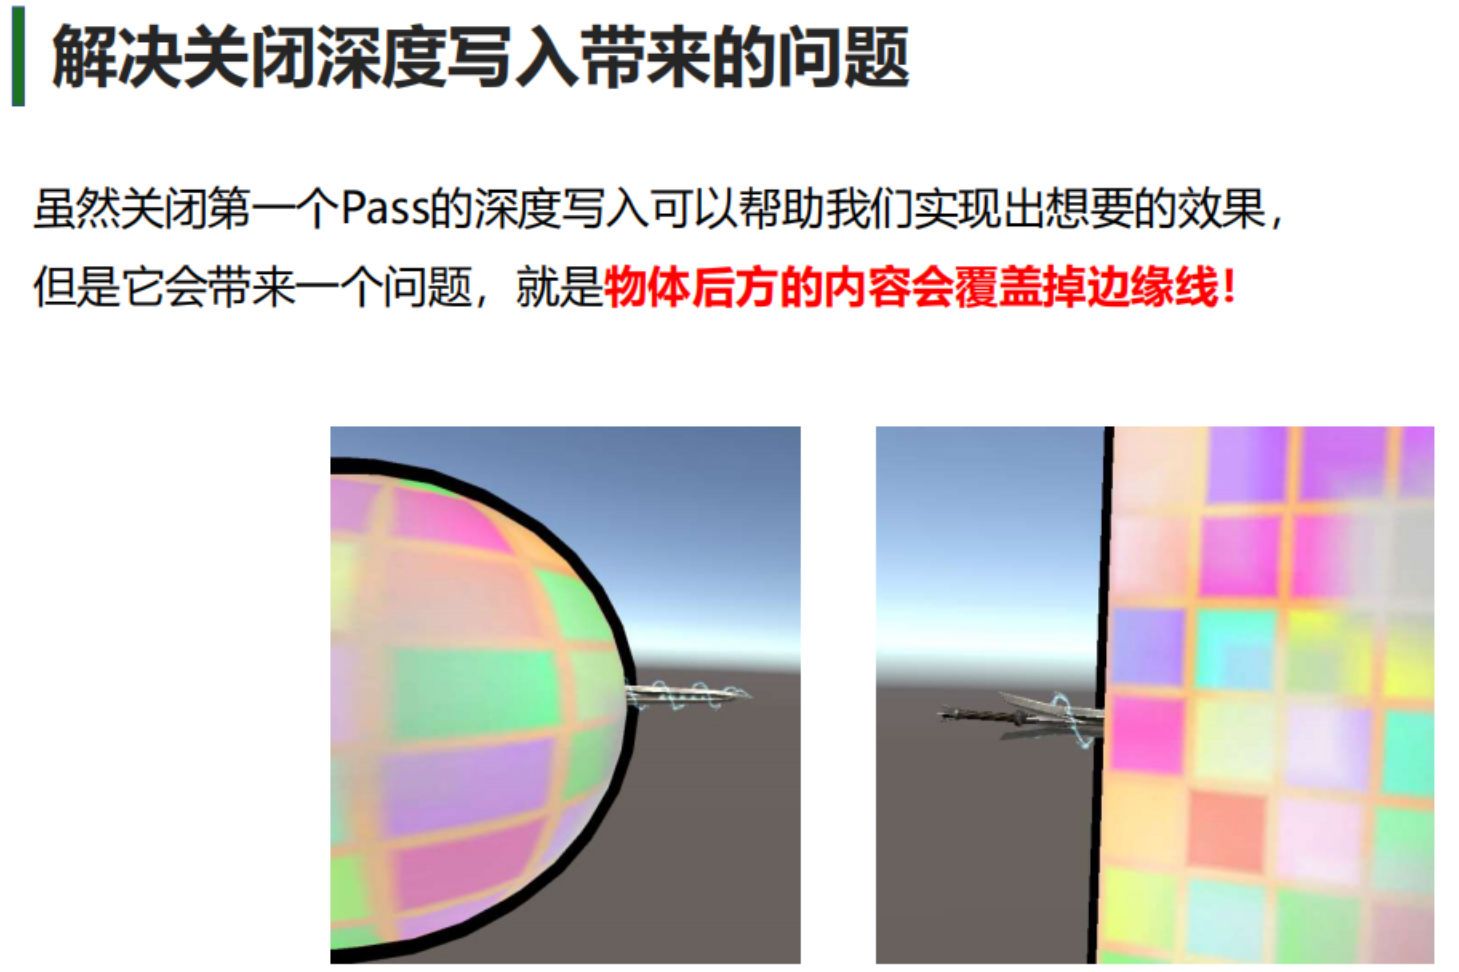 解决关闭深度写入带来的问题
虽然关闭第一个Pass的深度写入可以帮助我们实现出想要的效果，
但是它会带来一个问题，就是物体后方的内容会覆盖掉边缘线！